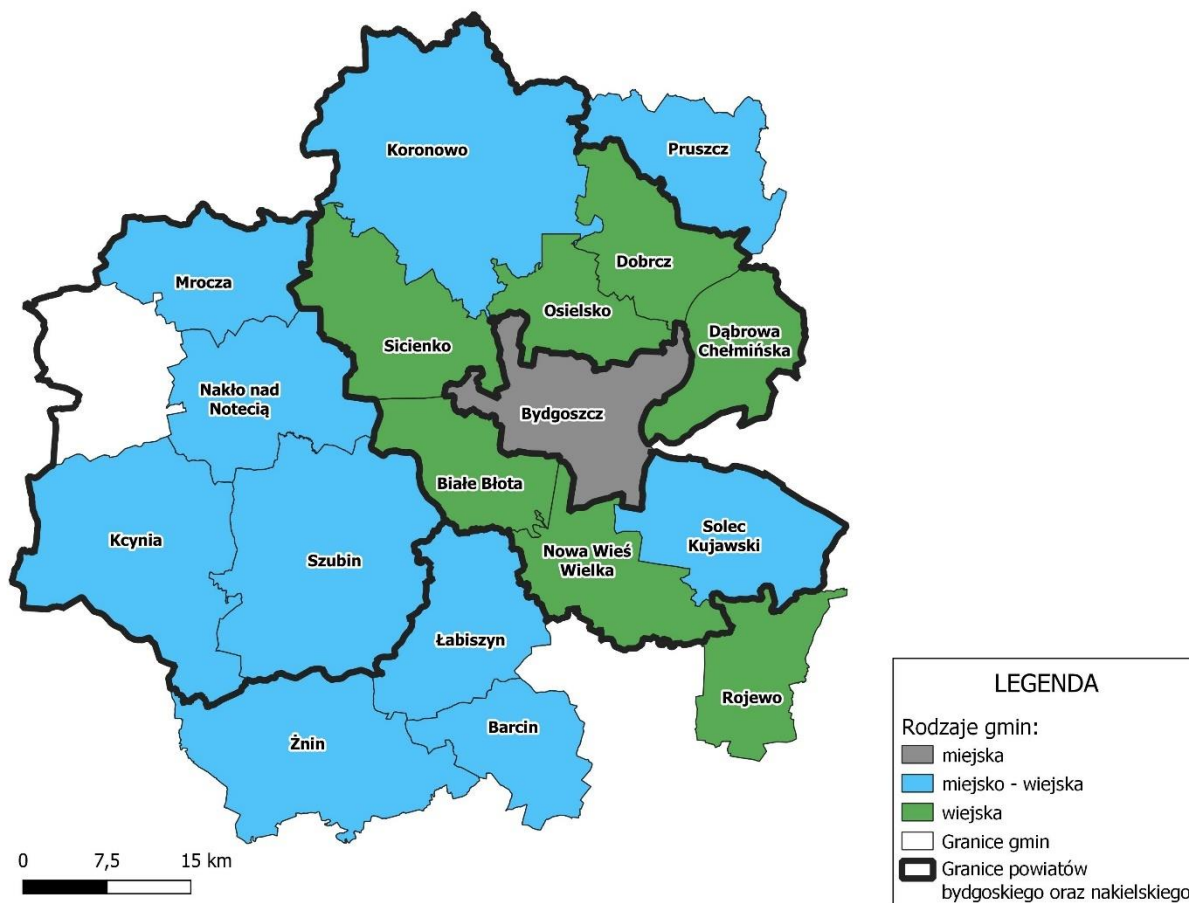 Koronowo
Pruszcz
Dobrcz
Mrocza
Osielsko
Dąbrowa
Chełmińska
Sicienko
Nakło nad
Notecią
Bydgoszcz
Białe Błota
Solec
Kujawski
Kcynia
Szubin
Nowa Wieś
Wielka
Łabiszyn
Rojewo
Barcin
Żnin
0 7,5 15 km
LEGENDA
Rodzaje gmin:
miejska
miejsko - wiejska
wiejska
Granice gmin
Granice powiatów
bydgoskiego oraz nakielskiego